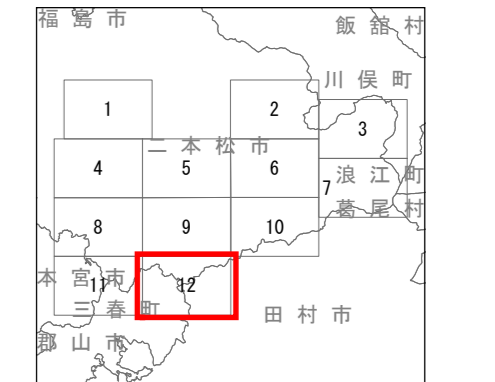 福島市
飯舘村
川俣町
1
2
3
二本松市
4
5
6
7
浪江町
葛尾村
8
9
10
本宮市
11
12
三春町
田村市
郡山市